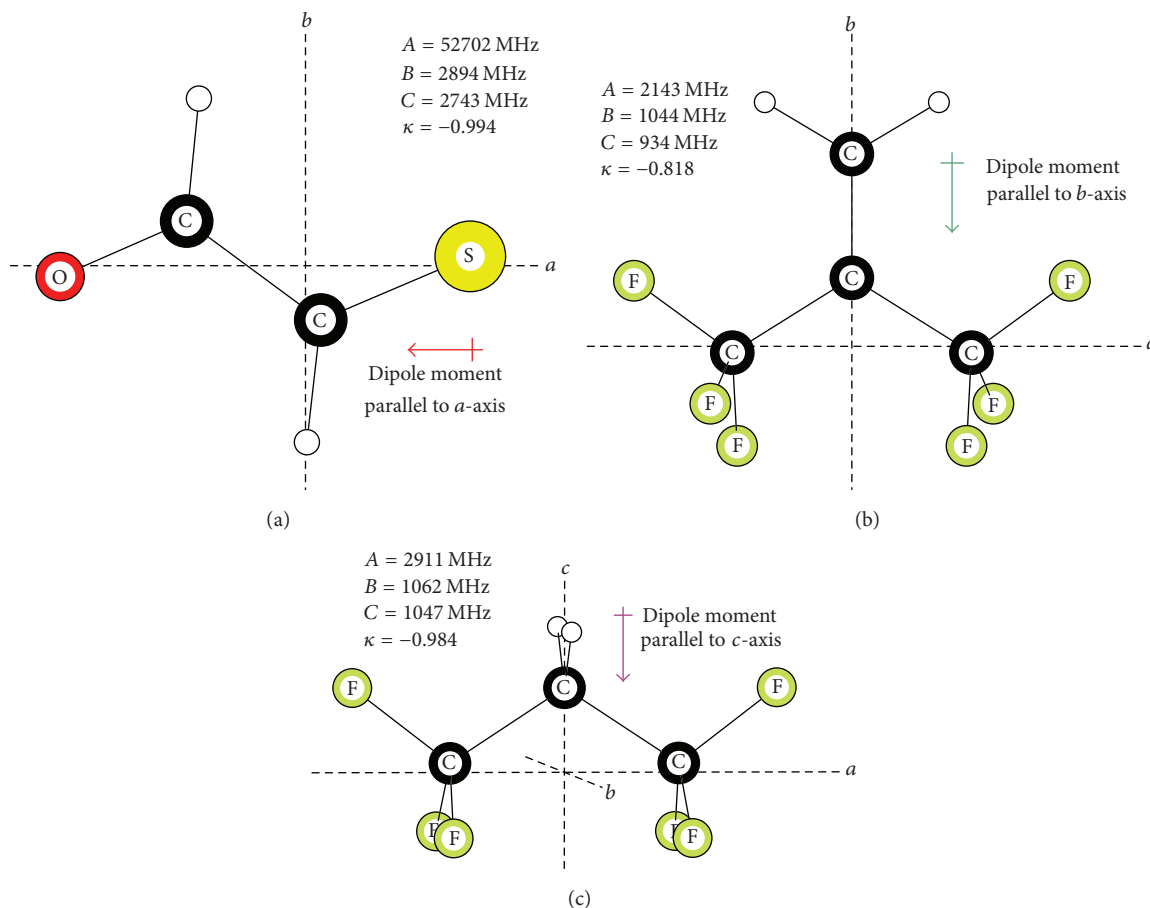 b
A = 52702 MHz
B = 2894 MHz
C = 2743 MHz
κ = −0.994
C
O
S
a
C
Dipole moment
parallel to a-axis
(a)
b
A = 2143 MHz
B = 1044 MHz
C = 934 MHz
κ = −0.818
C
Dipole moment
parallel to b-axis
C
F
F
C
C
a
F
F
F
F
(b)
A = 2911 MHz
B = 1062 MHz
C = 1047 MHz
κ = −0.984
c
Dipole moment
parallel to c-axis
F
C
F
C
C
a
b
F
F
F
F
(c)